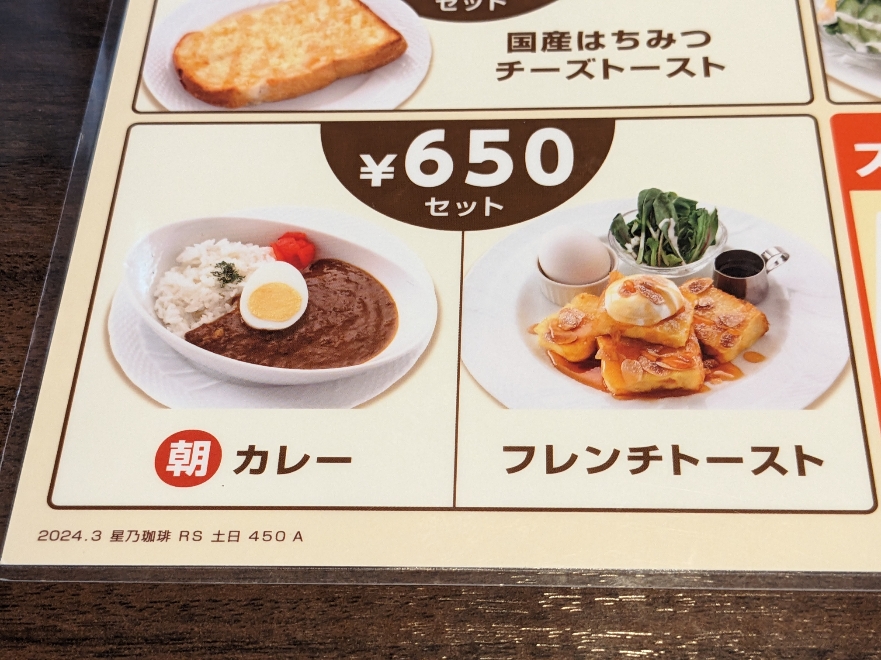 セット
国産はちみつ
チーズトースト
¥650
セット
朝 カレー
フレンチトースト
2024.3 星乃珈琲 RS 土日 450 A